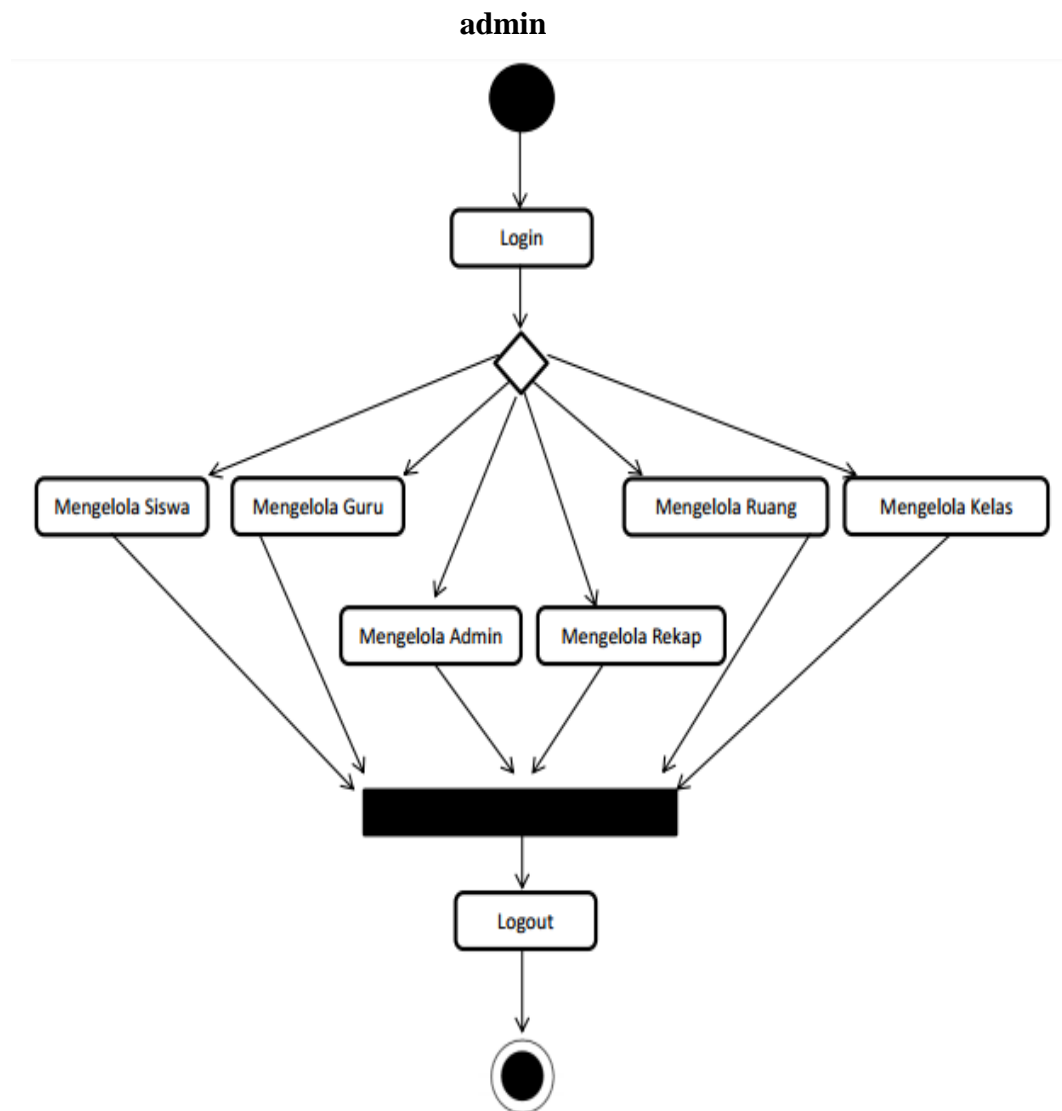 admin
Login
Mengelola Siswa
Mengelola Guru
Mengelola Ruang
Mengelola Kelas
Mengelola Admin
Mengelola Rekap
Logout